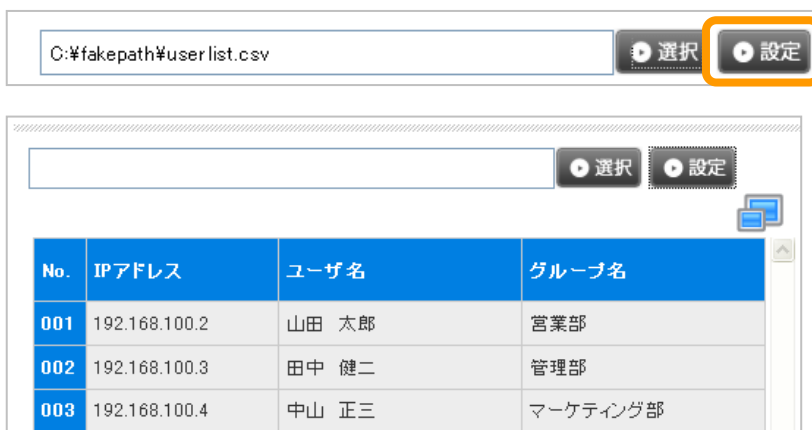 C:¥fakepath¥userlist.csv 選択 設定
選択 設定
No. IPアドレス ユーザ名 グループ名
001 192.168.100.2 山田 太郎 営業部
002 192.168.100.3 田中 健二 管理部
003 192.168.100.4 中山 正三 マーケティング部